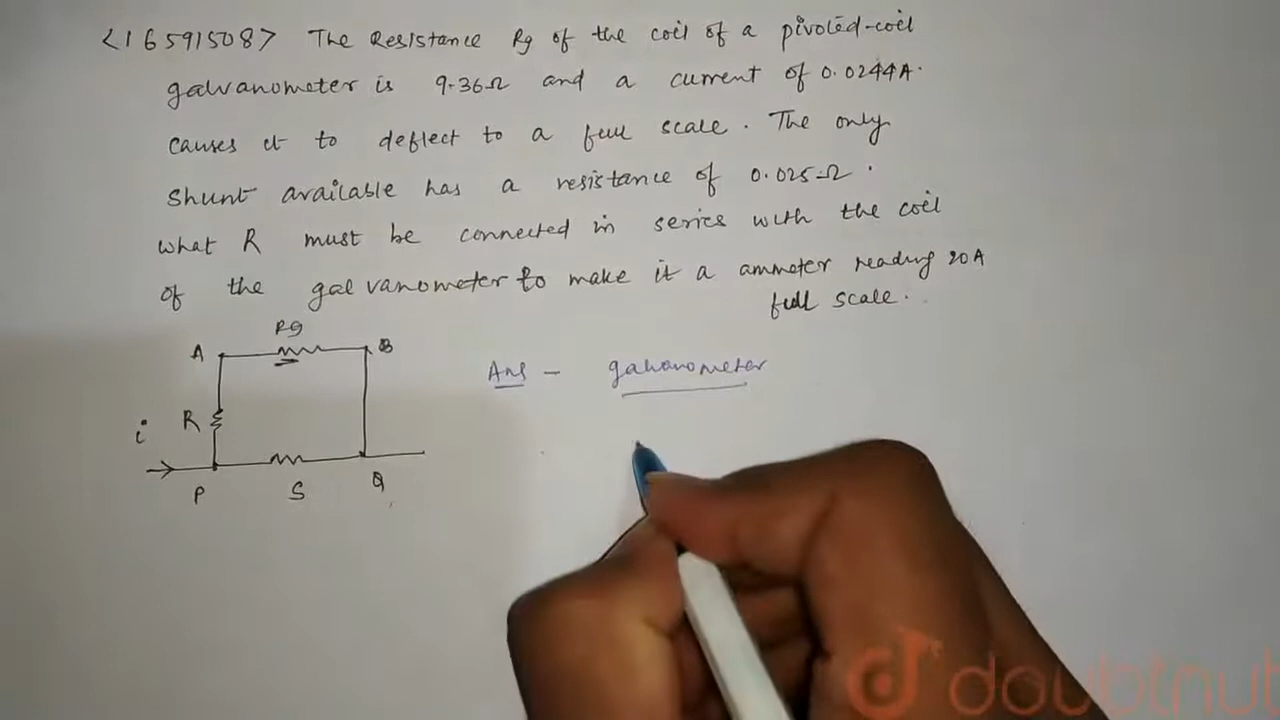 <16591508> The Resistance Rg of the coil of a pivoted-coil
galvanometer is 9.36Ω and a current of 0.0244A.
causes it to deflect to a full scale. The only
shunt available has a resistance of 0.025Ω.
what R must be connected in series with the coil
of the galvanometer to make it a ammeter reading 20A
full scale.
Rg
A B
Ans - galvanometer
i R
P S Q
doubtnut